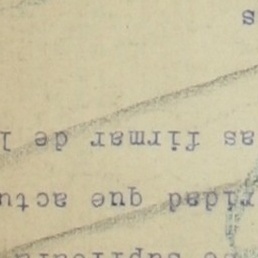 ridad que actu
as firmar de l
s